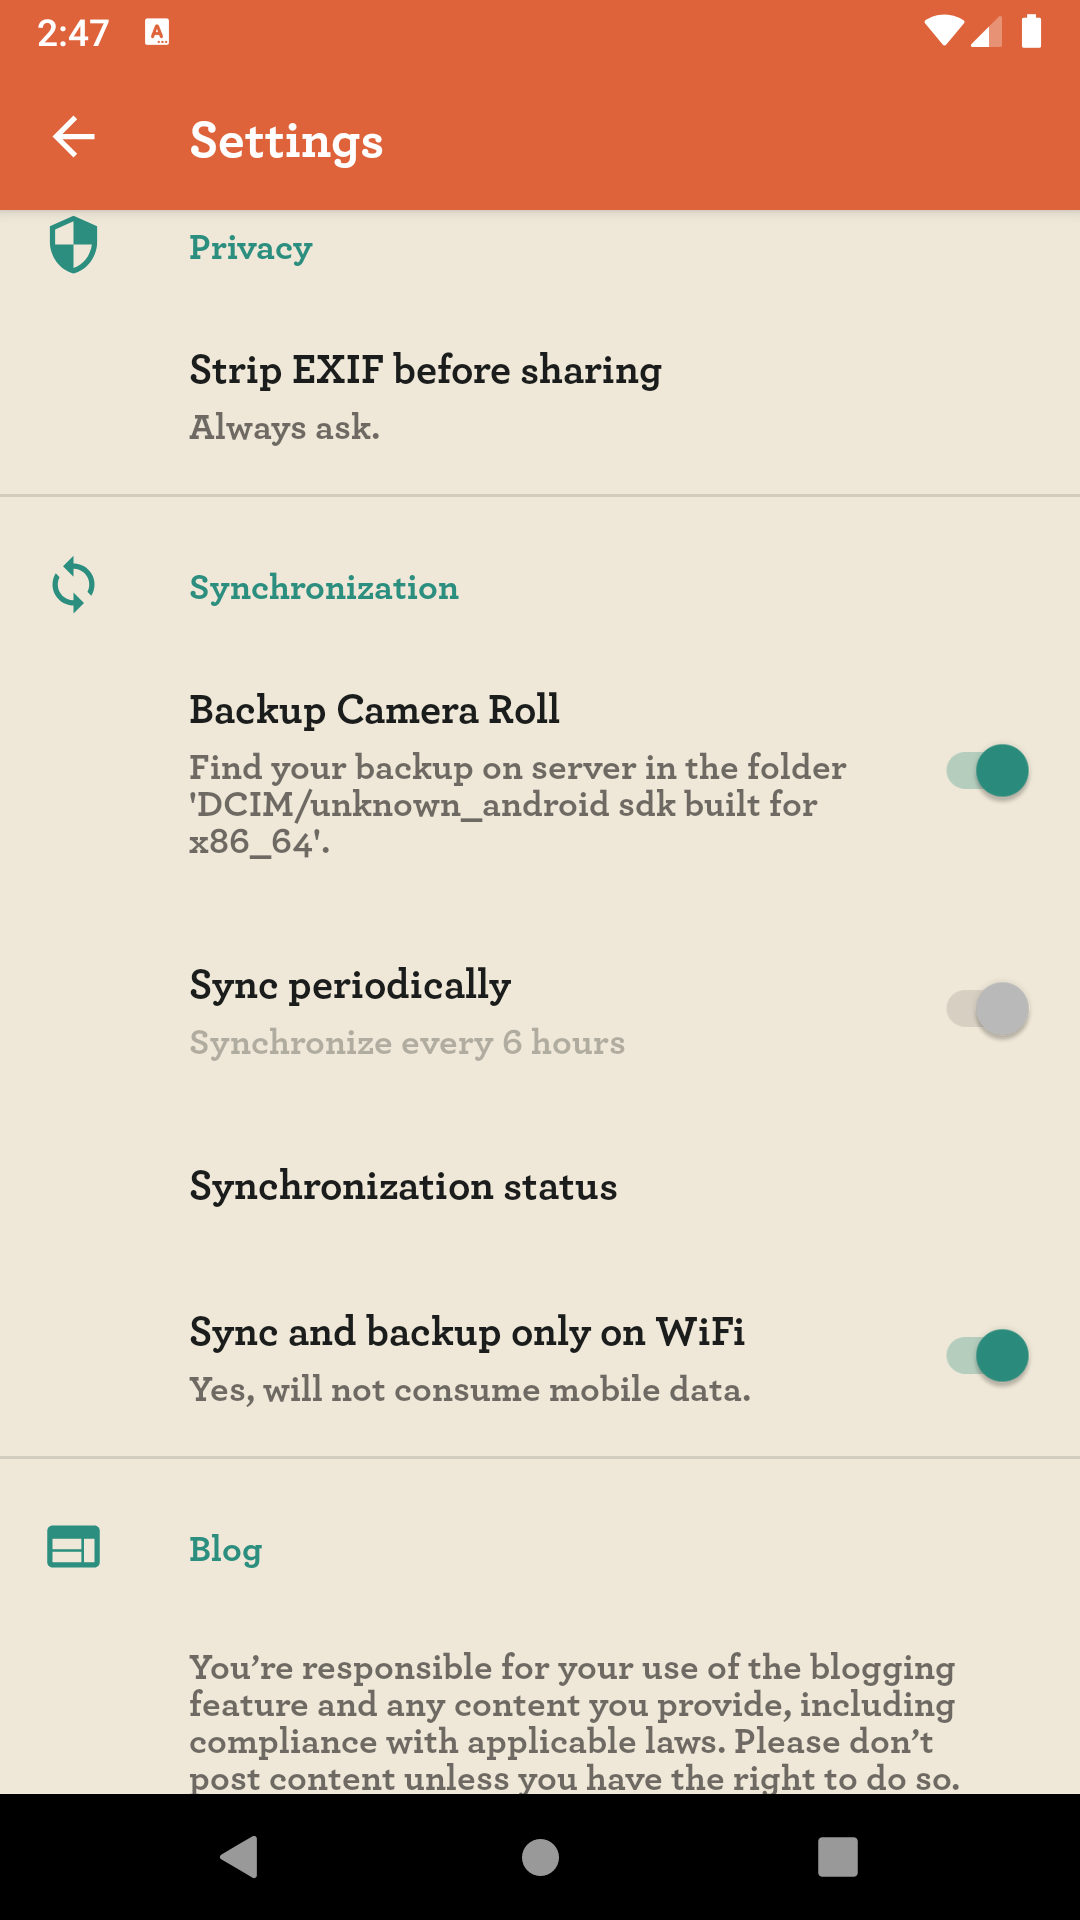 2:47
Settings
Privacy
Strip EXIF before sharing
Always ask.
Synchronization
Backup Camera Roll
Find your backup on server in the folder
'DCIM/unknown_android sdk built for
x86_64'.
Sync periodically
Synchronize every 6 hours
Synchronization status
Sync and backup only on WiFi
Yes, will not consume mobile data.
Blog
You’re responsible for your use of the blogging
feature and any content you provide, including
compliance with applicable laws. Please don’t
post content unless you have the right to do so.